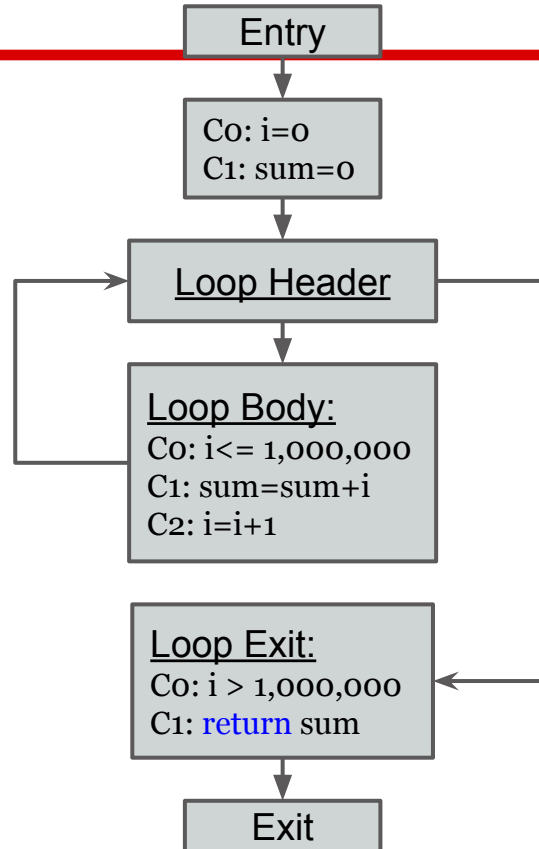 Entry
C0: i=0
C1: sum=0
Loop Header
Loop Body:
C0: i<= 1,000,000
C1: sum=sum+i
C2: i=i+1
Loop Exit:
C0: i > 1,000,000
C1: return sum
Exit